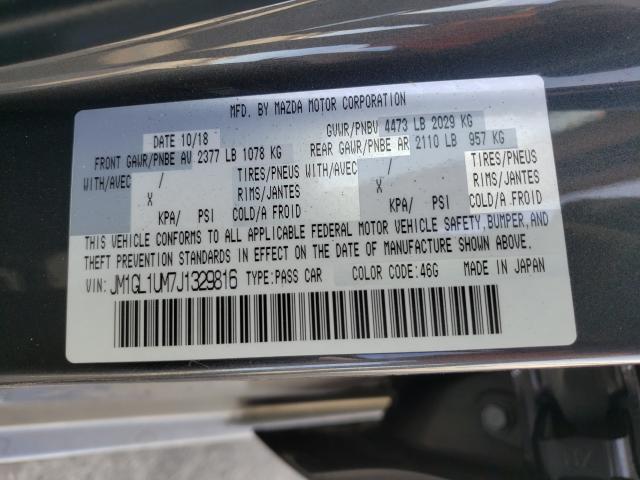 MFD. BY MAZDA MOTOR CORPORATION
DATE 10/18 GVWR/PNBV 4473 LB 2029 KG
FRONT GAWR/PNBE AV 2377 LB 1078 KG REAR GAWR/PNBE AR 2110 LB 957 KG
WITH/AVEC / TIRES/PNEUS WITH/AVEC / TIRES/PNEUS
X RIMS/JANTES X RIMS/JANTES
KPA/ PSI COLD/A FROID KPA/ PSI COLD/A FROID
THIS VEHICLE CONFORMS TO ALL APPLICABLE FEDERAL MOTOR VEHICLE SAFETY, BUMPER, AND
THEFT PREVENTION STANDARDS IN EFFECT ON THE DATE OF MANUFACTURE SHOWN ABOVE.
VIN: JM1GL1UM7J1329816 TYPE:PASS CAR COLOR CODE:46G MADE IN JAPAN